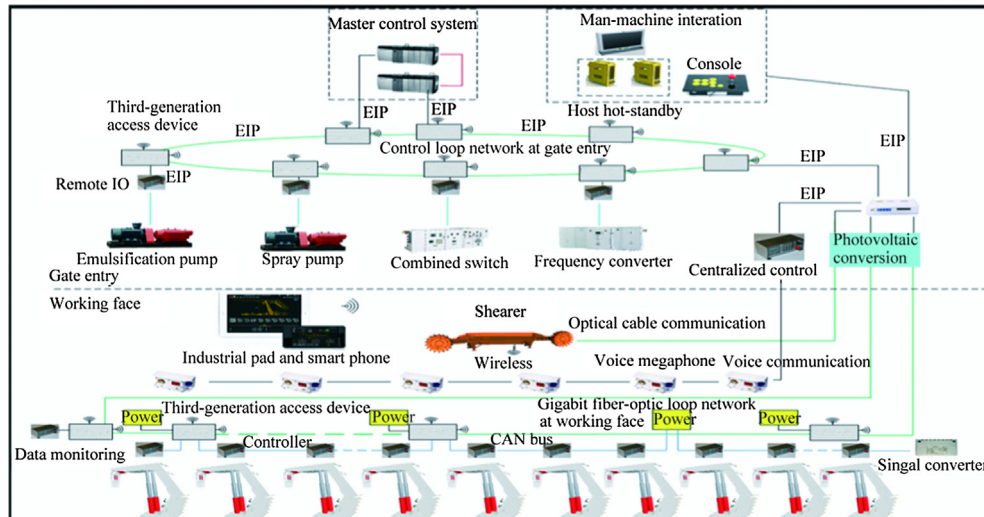 Master control system
Man-machine interation
Console
Host hot-standby
Third-generation
access device
EIP
EIP
EIP
EIP
EIP
Control loop network at gate entry
EIP
EIP
Remote IO
EIP
Emulsification pump
Spray pump
Combined switch
Frequency converter
Centralized control
Photovoltaic
conversion
Gate entry
Working face
Shearer
Optical cable communication
Industrial pad and smart phone
Wireless
Voice megaphone
Voice communication
Third-generation access device
Gigabit fiber-optic loop network
at working face
Power
Power
Power
Power
Data monitoring
Controller
CAN bus
Singal converter